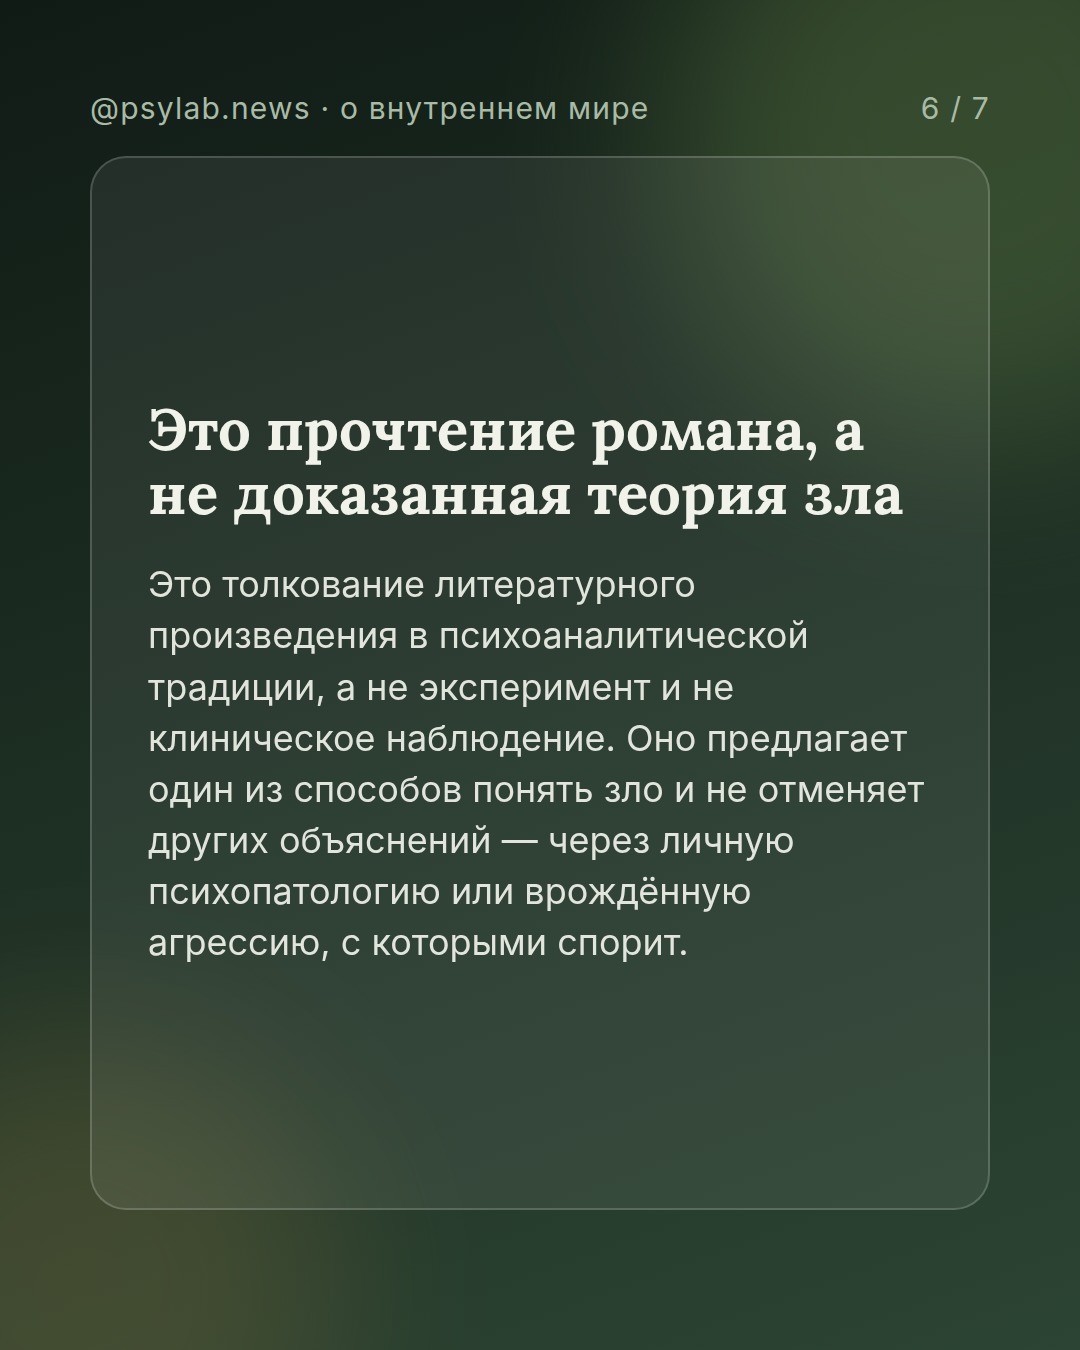 @psylab.news · о внутреннем мире
6 / 7
Это прочтение романа, а
не доказанная теория зла
Это толкование литературного
произведения в психоаналитической
традиции, а не эксперимент и не
клиническое наблюдение. Оно предлагает
один из способов понять зло и не отменяет
других объяснений — через личную
психопатологию или врождённую
агрессию, с которыми спорит.